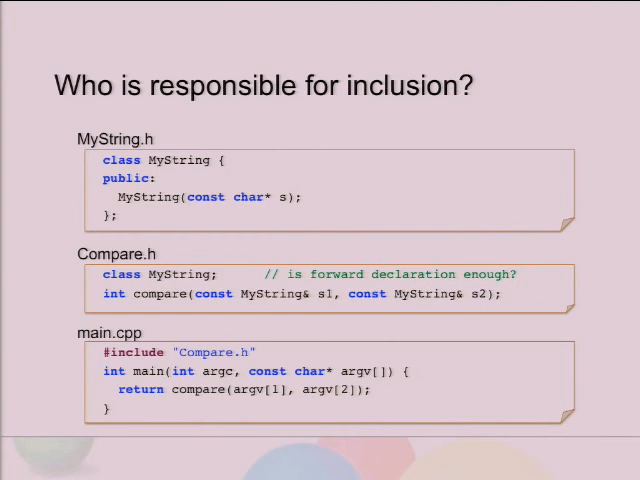 Who is responsible for inclusion?
MyString.h
class MyString {
public:
MyString(const char* s);
};
Compare.h
class MyString; // is forward declaration enough?
int compare(const MyString& s1, const MyString& s2);
main.cpp
#include "Compare.h"
int main(int argc, const char* argv[]) {
return compare(argv[1], argv[2]);
}